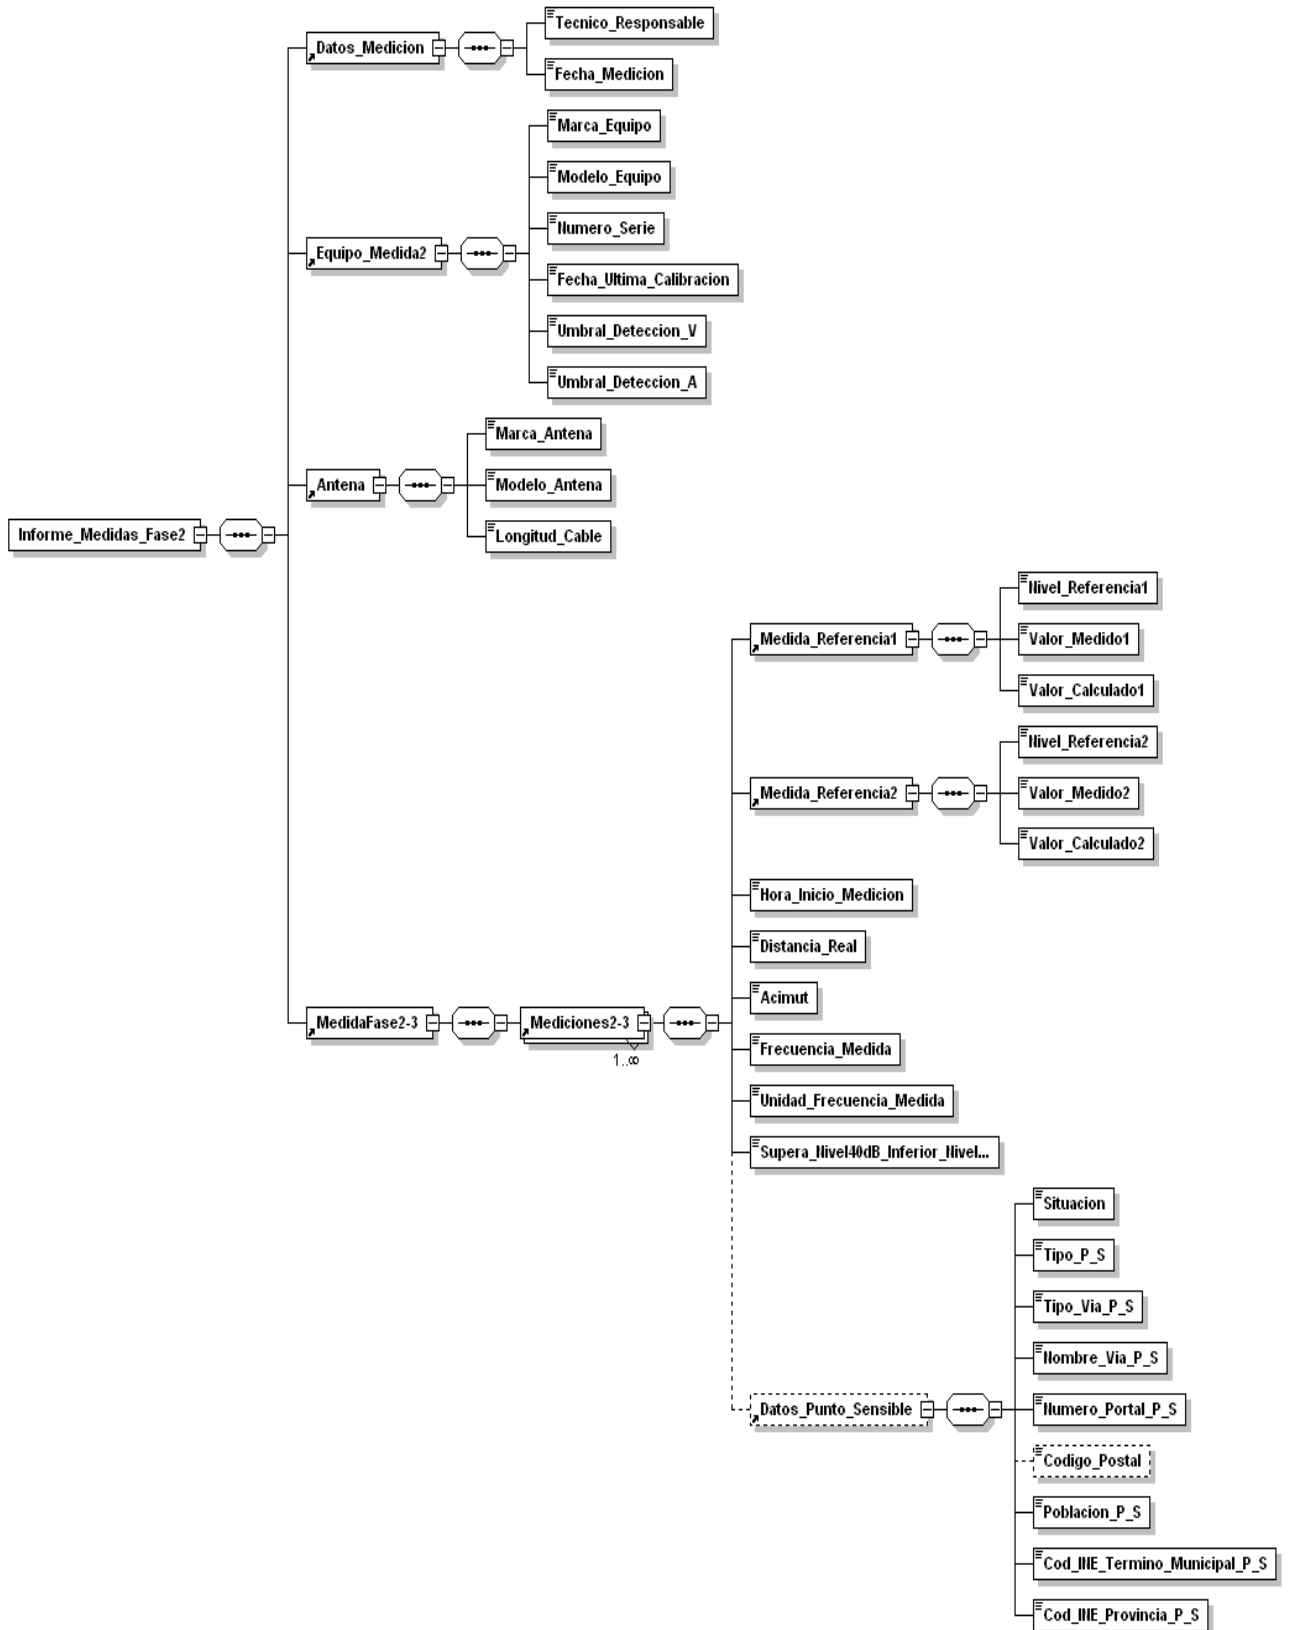 Tecnico_Responsable
Datos_Medicion
Fecha_Medicion
Marca_Equipo
Modelo_Equipo
Numero_Serie
Equipo_Medida2
Fecha_Ultima_Calibracion
Umbral_Deteccion_V
Umbral_Deteccion_A
Marca_Antena
Antena
Modelo_Antena
Longitud_Cable
Informe_Medidas_Fase2
Nivel_Referencia1
Medida_Referencia1
Valor_Medido1
Valor_Calculado1
Nivel_Referencia2
Medida_Referencia2
Valor_Medido2
Valor_Calculado2
Hora_Inicio_Medicion
Distancia_Real
Acimut
MedidaFase2-3
Mediciones2-3
1..∞
Frecuencia_Medida
Unidad_Frecuencia_Medida
Supera_Nivel40dB_Inferior_Nivel...
Situacion
Tipo_P_S
Tipo_Via_P_S
Nombre_Via_P_S
Datos_Punto_Sensible
Numero_Portal_P_S
Codigo_Postal
Poblacion_P_S
Cod_INE_Termino_Municipal_P_S
Cod_INE_Provincia_P_S